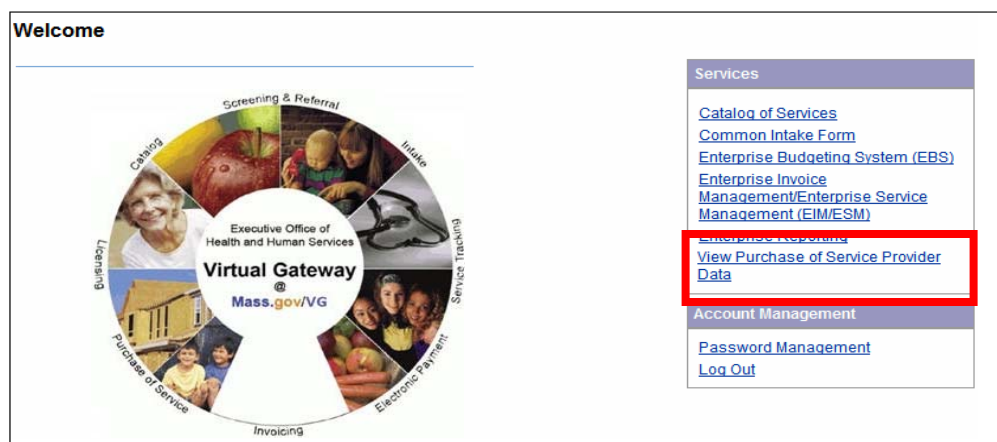 Welcome
Screening & Referral
Catalog
Intake
Licensing
Service Tracking
Executive Office of
Health and Human Services
Virtual Gateway
@
Mass.gov/VG
Purchase of Service
Electronic Payment
Invoicing
Services
Catalog of Services
Common Intake Form
Enterprise Budgeting System (EBS)
Enterprise Invoice
Management/Enterprise Service
Management (EIM/ESM)
Enterprise Reporting
View Purchase of Service Provider
Data
Account Management
Password Management
Log Out